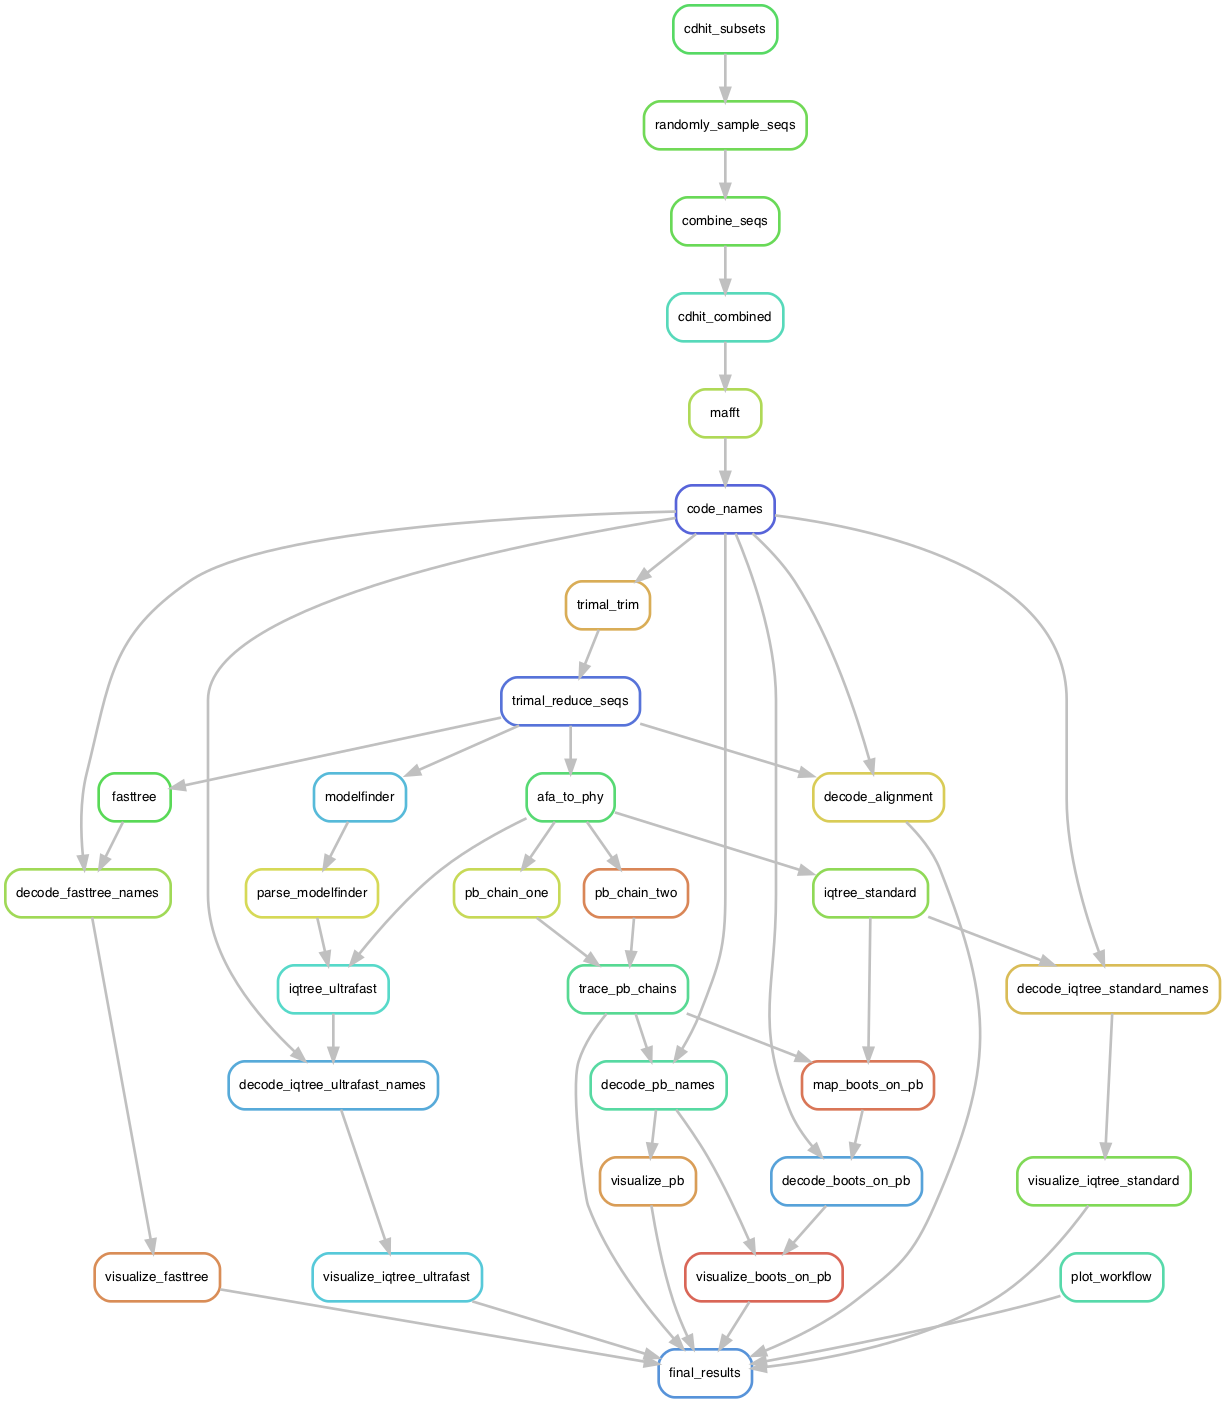 cdhit_subsets
randomly_sample_seqs
combine_seqs
cdhit_combined
mafft
code_names
trimal_trim
trimal_reduce_seqs
fasttree
modelfinder
afa_to_phy
decode_alignment
decode_fasttree_names
parse_modelfinder
pb_chain_one
pb_chain_two
iqtree_standard
iqtree_ultrafast
trace_pb_chains
decode_iqtree_standard_names
decode_iqtree_ultrafast_names
decode_pb_names
map_boots_on_pb
visualize_pb
decode_boots_on_pb
visualize_iqtree_standard
visualize_fasttree
visualize_iqtree_ultrafast
visualize_boots_on_pb
plot_workflow
final_results